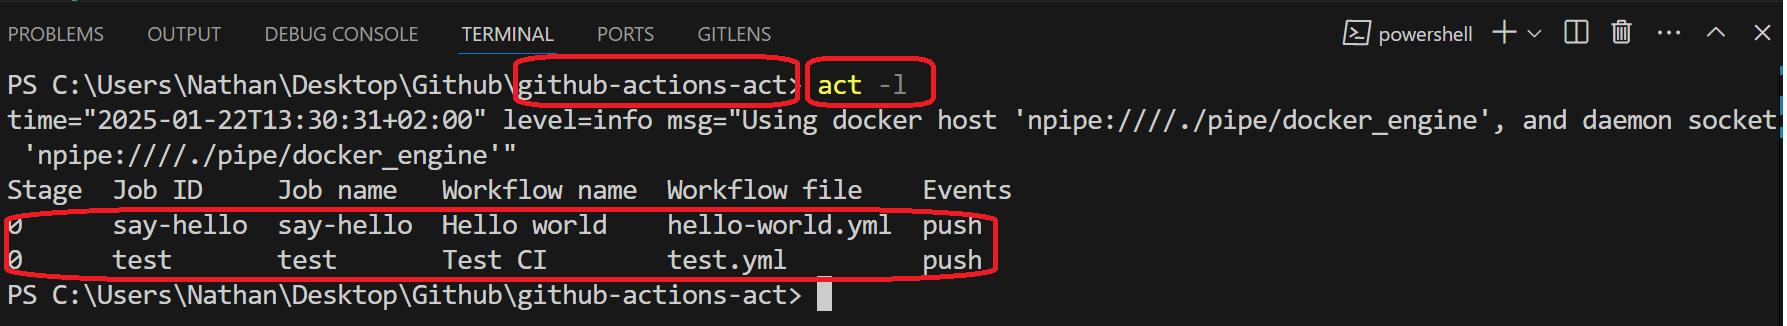 PROBLEMS OUTPUT DEBUG CONSOLE TERMINAL PORTS GITLENS powershell
PS C:\Users\Nathan\Desktop\Github\github-actions-act> act -l
time="2025-01-22T13:30:31+02:00" level=info msg="Using docker host 'npipe:////./pipe/docker_engine', and daemon socket
'npipe:////./pipe/docker_engine'"
Stage Job ID Job name Workflow name Workflow file Events
0 say-hello say-hello Hello world hello-world.yml push
0 test test Test CI test.yml push
PS C:\Users\Nathan\Desktop\Github\github-actions-act>